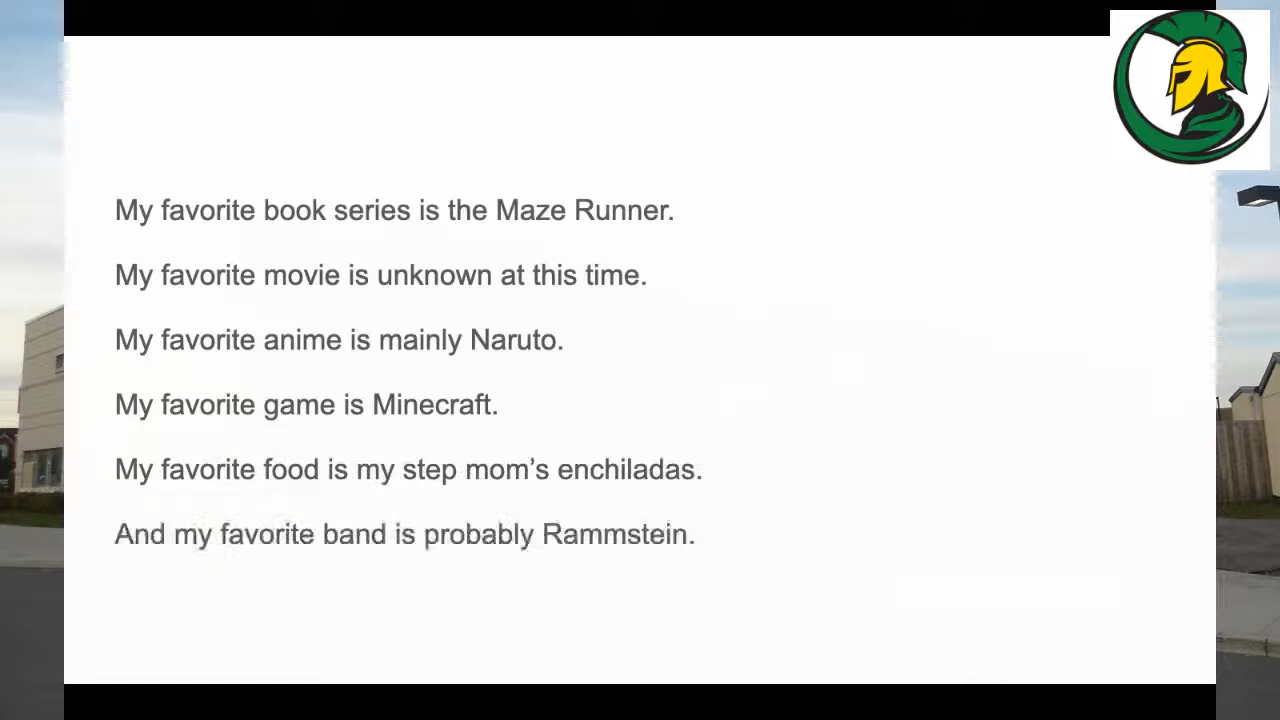 My favorite book series is the Maze Runner.
My favorite movie is unknown at this time.
My favorite anime is mainly Naruto.
My favorite game is Minecraft.
My favorite food is my step mom’s enchiladas.
And my favorite band is probably Rammstein.